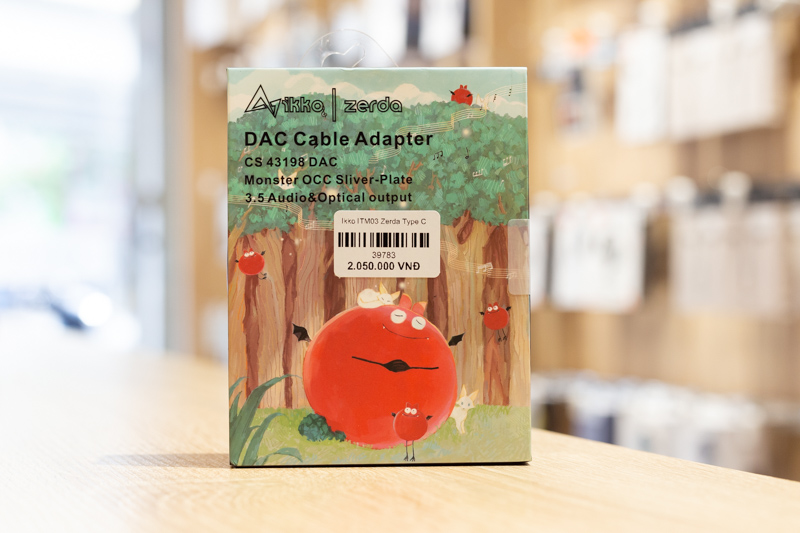 ikko | zerda
DAC Cable Adapter
CS 43198 DAC
Monster OCC Sliver-Plate
3.5 Audio&Optical output
Ikko ITM03 Zerda Type C
39783
2.050.000 VNĐ